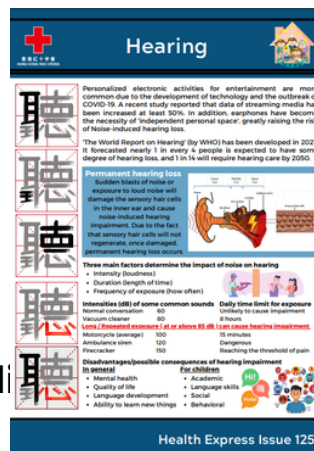 Hearing
香港紅十字會
HONG KONG RED CROSS
聽
Personalized electronic activities for entertainment are mor
common due to the development of technology and the outbreak o
COVID-19. A recent study reported that data of streaming media ha
been increased at least 50%. In addition, earphones have becom
the necessity of 'independent personal space', greatly raising the ris
of Noise-induced hearing loss.
'The World Report on Hearing' (by WHO) has been developed in 202
It forecasted nearly 1 in every 4 people is expected to have som
degree of hearing loss, and 1 in 14 will require hearing care by 2050.
Permanent hearing loss
Sudden blasts of noise or
exposure to loud noise will
damage the sensory hair cells
in the inner ear and cause
noise-induced hearing
impairment. Due to the fact
that sensory hair cells will not
regenerate, once damaged,
permanent hearing loss occurs.
Three main factors determine the impact of noise on hearing
• Intensity (loudness)
• Duration (length of time)
• Frequency of exposure (how often)
Intensities (dB) of some common sounds Daily time limit for exposure
Normal conversation 60 Unlikely to cause impairment
Vacuum cleaner 80 8 hours
Long / Repeated exposure ( at or above 85 dB ) can cause hearing impairment
Motorcycle (average) 100 15 minutes
Ambulance siren 120 Dangerous
Firecracker 150 Reaching the threshold of pain
Disadvantages/possible consequences of hearing impairment
In general For children
• Mental health • Academic
• Quality of life • Language skills
• Language development • Social
• Ability to learn new things • Behavioral
Hi!
Health Express Issue 125